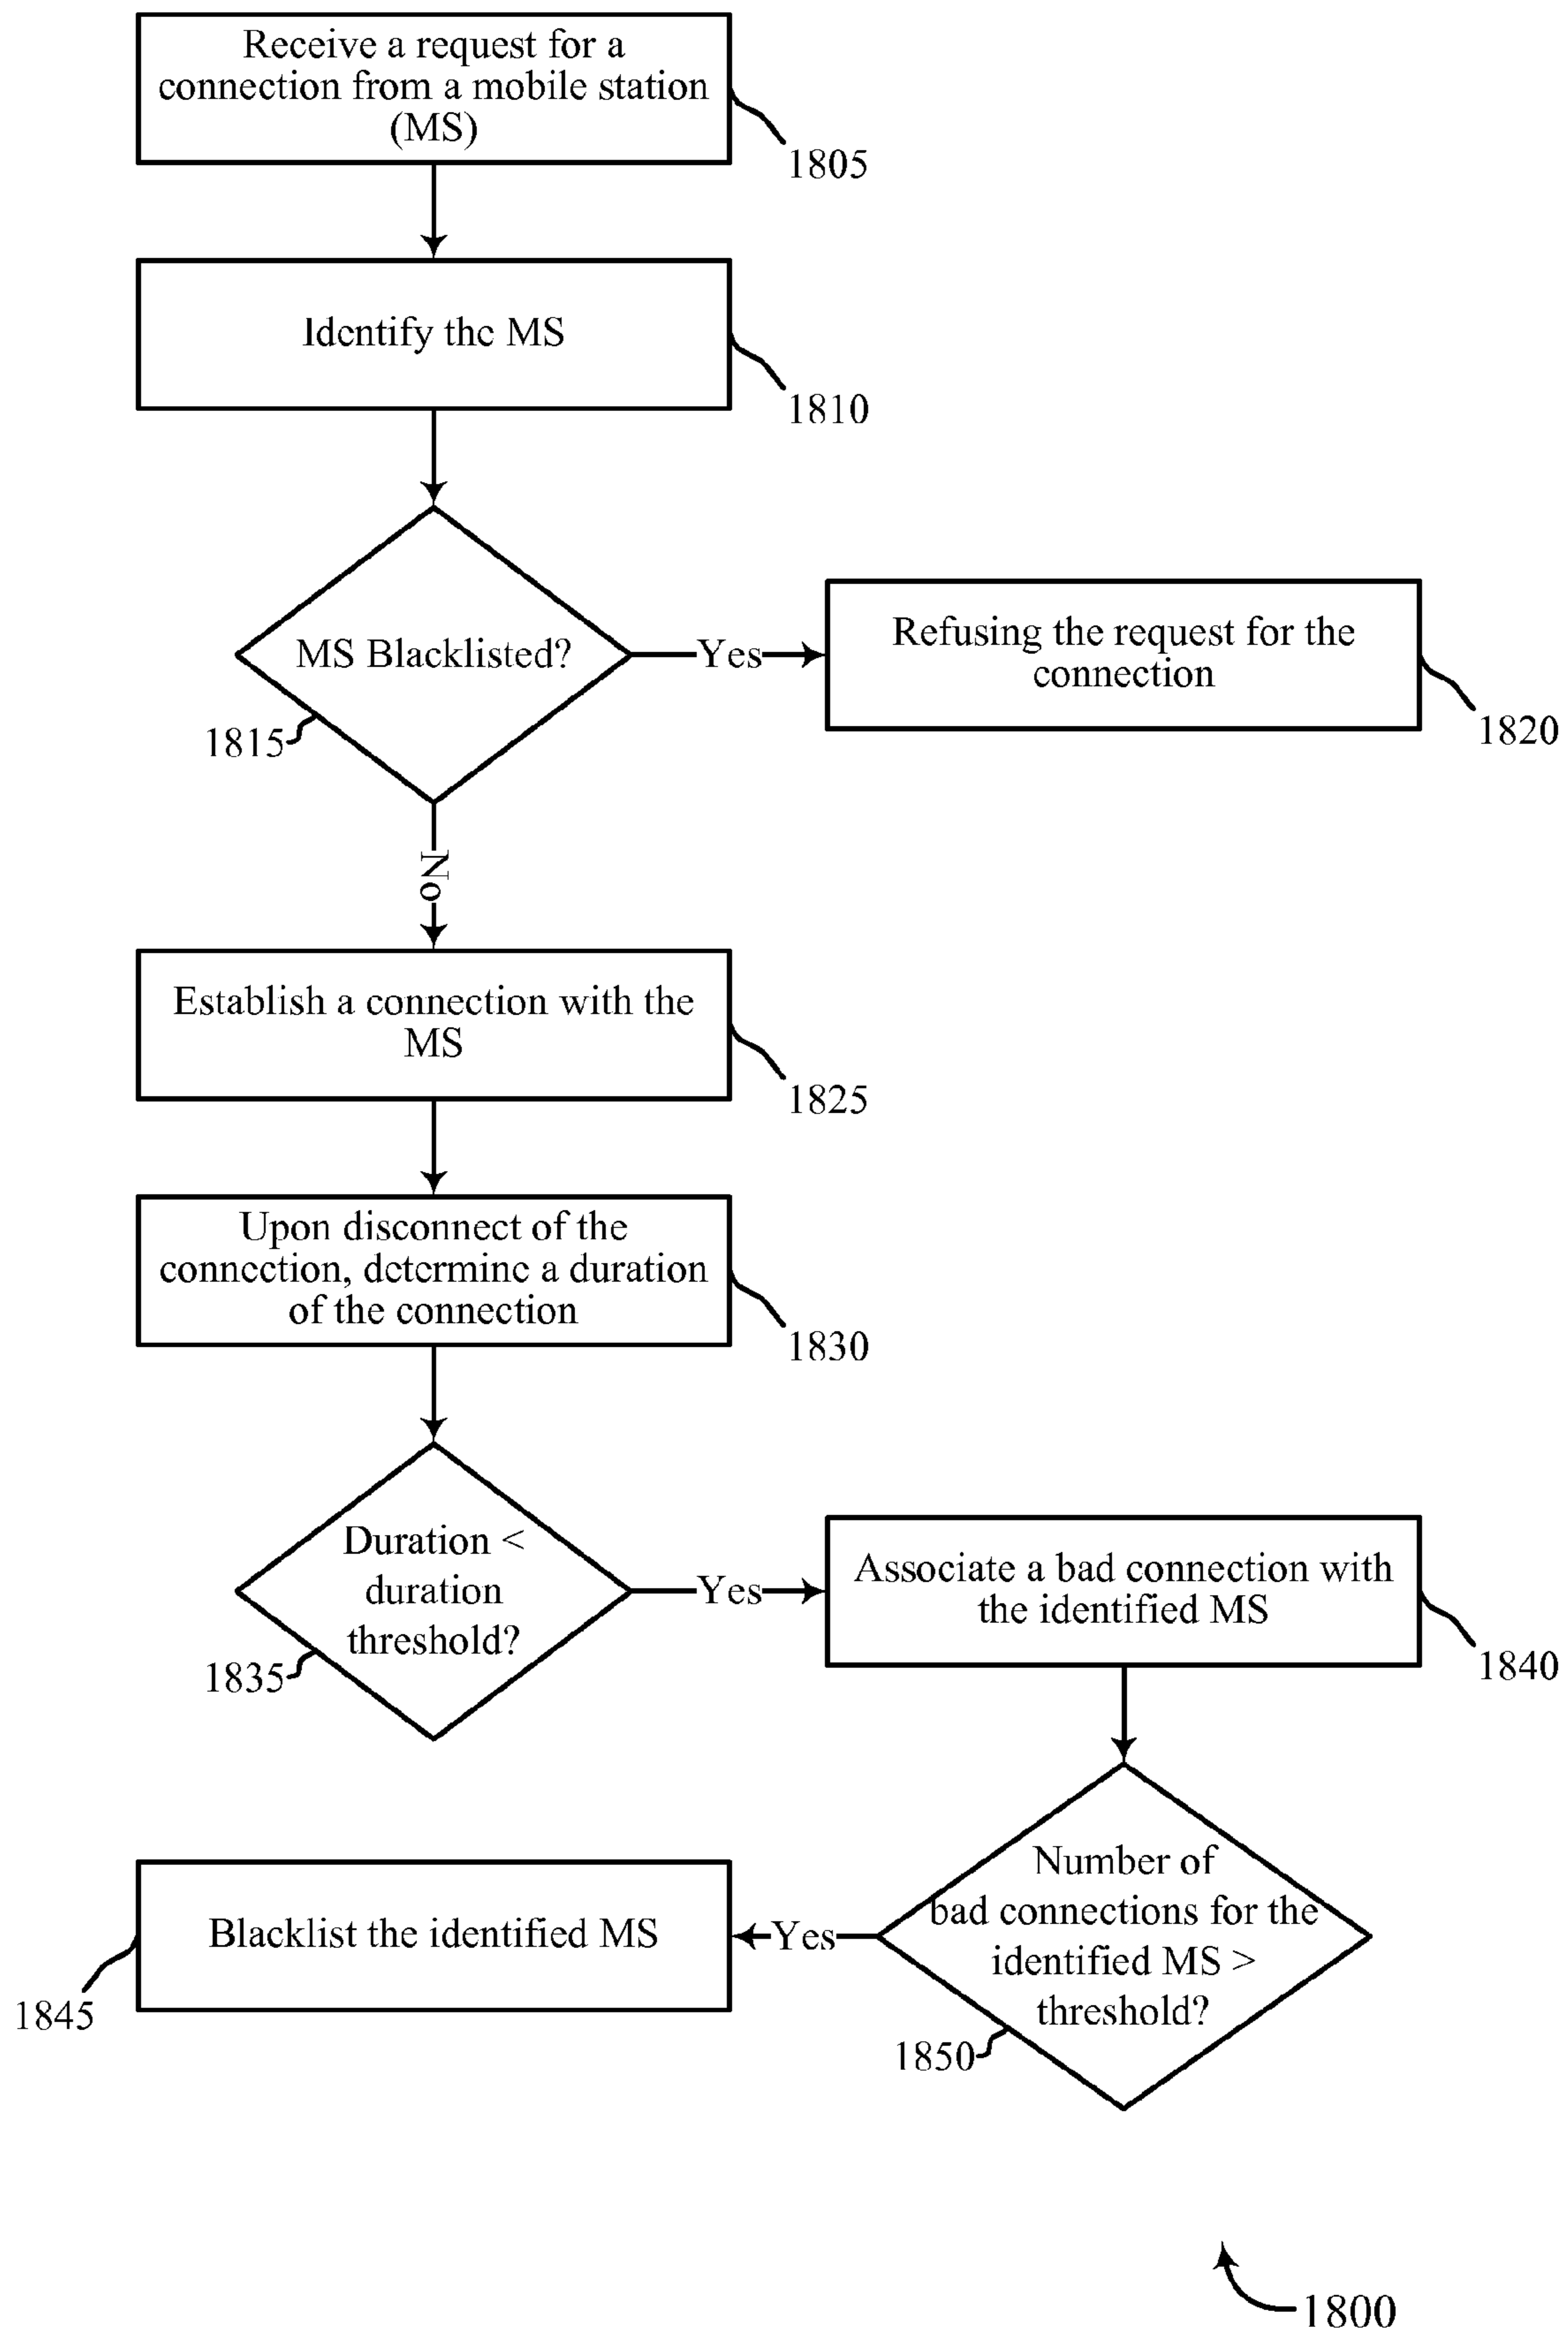 Receive a request for a
connection from a mobile station
(MS)
1805
Identify the MS
1810
MS Blacklisted?
1815
Yes
Refusing the request for the
connection
1820
No
Establish a connection with the
MS
1825
Upon disconnect of the
connection, determine a duration
of the connection
1830
Duration <
duration
threshold?
1835
Yes
Associate a bad connection with
the identified MS
1840
Number of
bad connections for the
identified MS >
threshold?
1850
Yes
Blacklist the identified MS
1845
1800